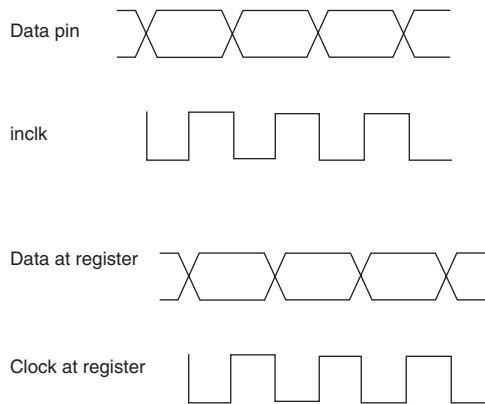 Data pin
inclk
Data at register
Clock at register